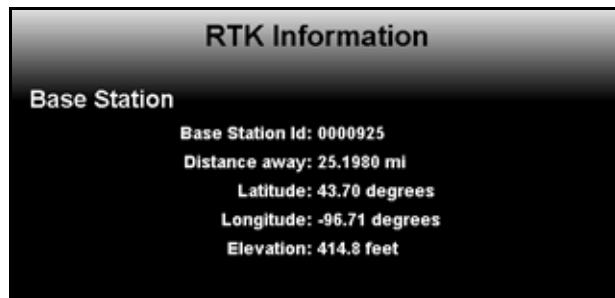 RTK Information
Base Station
Base Station Id: 0000925
Distance away: 25.1980 mi
Latitude: 43.70 degrees
Longitude: -96.71 degrees
Elevation: 414.8 feet